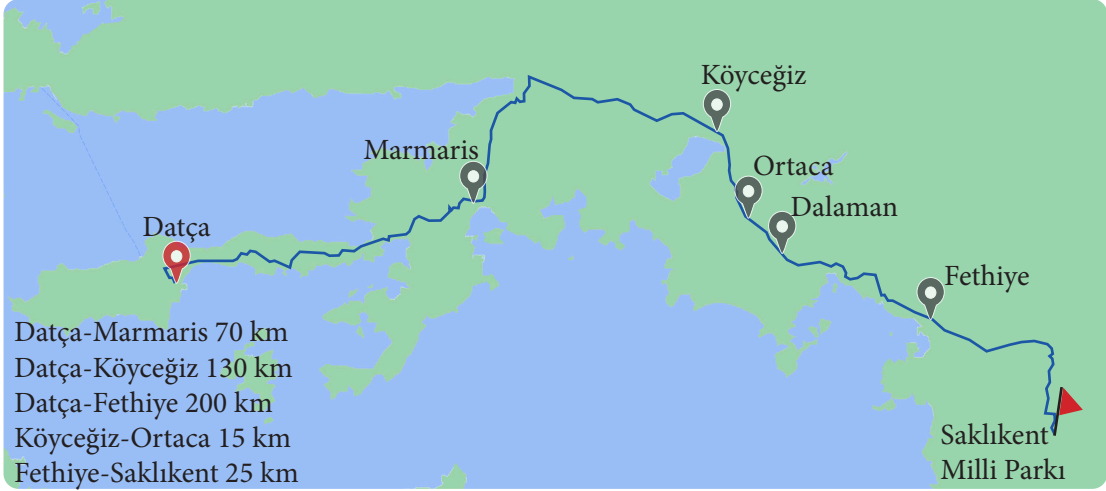 Köyceğiz
Marmaris
Ortaca
Dalaman
Datça
Fethiye
Datça-Marmaris 70 km
Datça-Köyceğiz 130 km
Datça-Fethiye 200 km
Köyceğiz-Ortaca 15 km
Fethiye-Saklıkent 25 km
Saklıkent
Milli Parkı